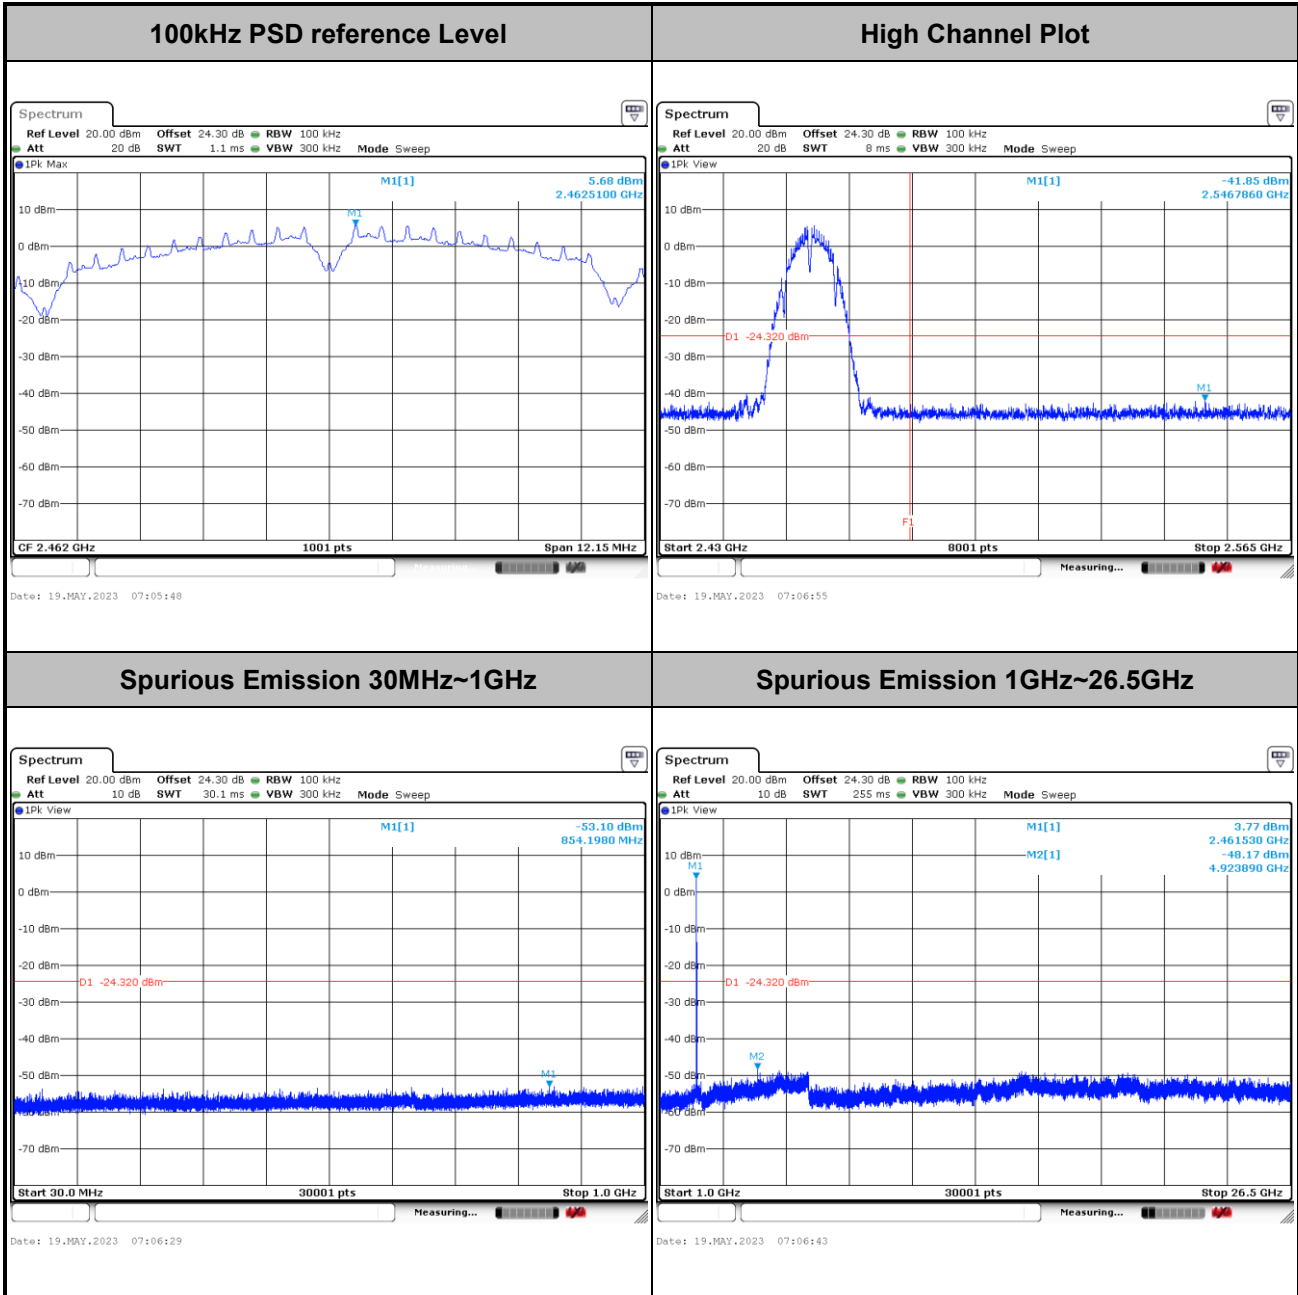 100kHz PSD reference Level
High Channel Plot
Spectrum
Ref Level 20.00 dBm Offset 24.30 dB RBW 100 kHz
Att 20 dB SWT 1.1 ms VBW 300 kHz Mode Sweep
1Pk Max
M1[1] 5.68 dBm
2.4625100 GHz
M1
10 dBm
0 dBm
-10 dBm
-20 dBm
-30 dBm
-40 dBm
-50 dBm
-60 dBm
-70 dBm
CF 2.462 GHz 1001 pts Span 12.15 MHz
Measuring...
Date: 19.MAY.2023 07:05:48
Spectrum
Ref Level 20.00 dBm Offset 24.30 dB RBW 100 kHz
Att 20 dB SWT 8 ms VBW 300 kHz Mode Sweep
1Pk View
M1[1] -41.85 dBm
2.5467860 GHz
10 dBm
0 dBm
-10 dBm
-20 dBm
D1 -24.320 dBm
-30 dBm
M1
-40 dBm
-50 dBm
-60 dBm
-70 dBm
F1
Start 2.43 GHz 8001 pts Stop 2.565 GHz
Measuring...
Date: 19.MAY.2023 07:06:55
Spurious Emission 30MHz~1GHz
Spurious Emission 1GHz~26.5GHz
Spectrum
Ref Level 20.00 dBm Offset 24.30 dB RBW 100 kHz
Att 10 dB SWT 30.1 ms VBW 300 kHz Mode Sweep
1Pk View
M1[1] -53.10 dBm
854.1980 MHz
10 dBm
0 dBm
-10 dBm
-20 dBm
D1 -24.320 dBm
-30 dBm
-40 dBm
-50 dBm
M1
-60 dBm
-70 dBm
Start 30.0 MHz 30001 pts Stop 1.0 GHz
Measuring...
Date: 19.MAY.2023 07:06:29
Spectrum
Ref Level 20.00 dBm Offset 24.30 dB RBW 100 kHz
Att 10 dB SWT 255 ms VBW 300 kHz Mode Sweep
1Pk View
M1[1] 3.77 dBm
2.461530 GHz
M2[1] -48.17 dBm
4.923890 GHz
10 dBm
M1
0 dBm
-10 dBm
-20 dBm
D1 -24.320 dBm
-30 dBm
-40 dBm
M2
-50 dBm
-60 dBm
-70 dBm
Start 1.0 GHz 30001 pts Stop 26.5 GHz
Measuring...
Date: 19.MAY.2023 07:06:43